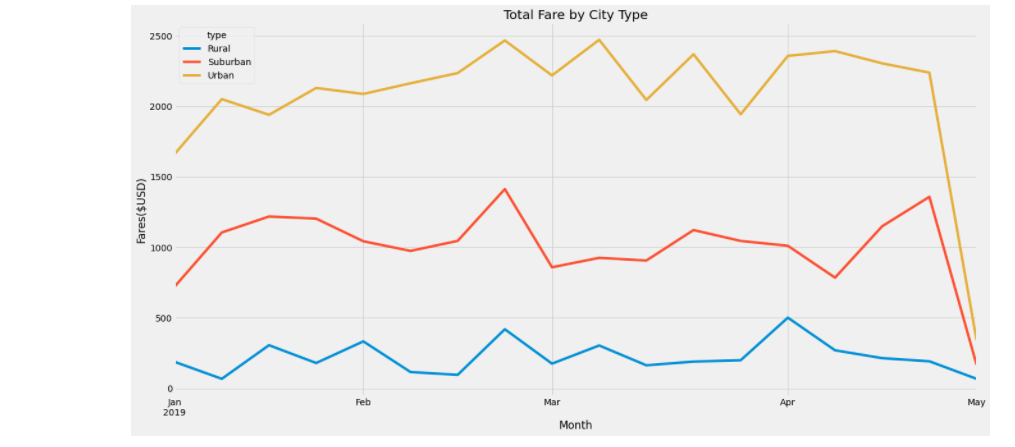 Total Fare by City Type
type
Rural
Suburban
Urban
2500
2000
1500
1000
500
0
Fares($USD)
Jan Feb Mar Apr May
2019
Month